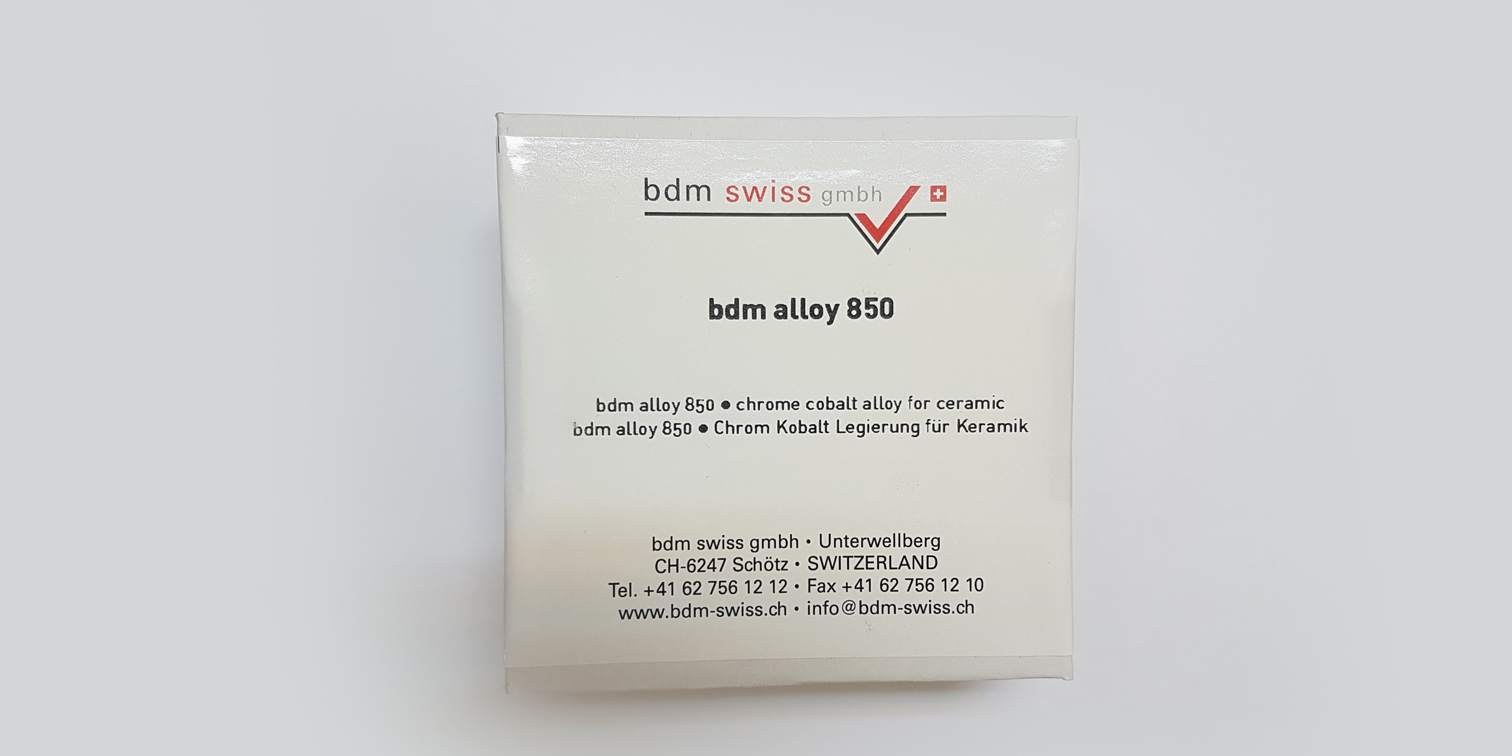 bdm swiss gmbh
bdm alloy 850
bdm alloy 850 ● chrome cobalt alloy for ceramic
bdm alloy 850 ● Chrom Kobalt Legierung für Keramik
bdm swiss gmbh • Unterwellberg
CH-6247 Schötz • SWITZERLAND
Tel. +41 62 756 12 12 • Fax +41 62 756 12 10
www.bdm-swiss.ch • info@bdm-swiss.ch